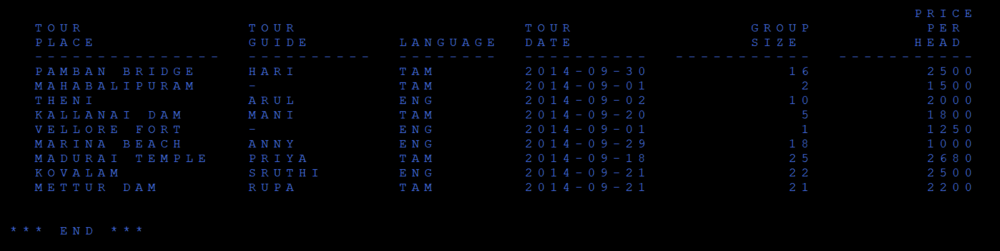 PRICE
TOUR TOUR TOUR GROUP PER
PLACE GUIDE LANGUAGE DATE SIZE HEAD
--------------- ---------- -------- ---------- ----------- -----------
PAMBAN BRIDGE HARI TAM 2014-09-30 16 2500
MAHABALIPURAM - TAM 2014-09-01 2 1500
THENI ARUL ENG 2014-09-02 10 2000
KALLANAI DAM MANI TAM 2014-09-20 5 1800
VELLORE FORT - ENG 2014-09-01 1 1250
MARINA BEACH ANNY ENG 2014-09-29 18 1000
MADURAI TEMPLE PRIYA TAM 2014-09-18 25 2680
KOVALAM SRUTHI ENG 2014-09-21 22 2500
METTUR DAM RUPA TAM 2014-09-21 21 2200
*** END ***